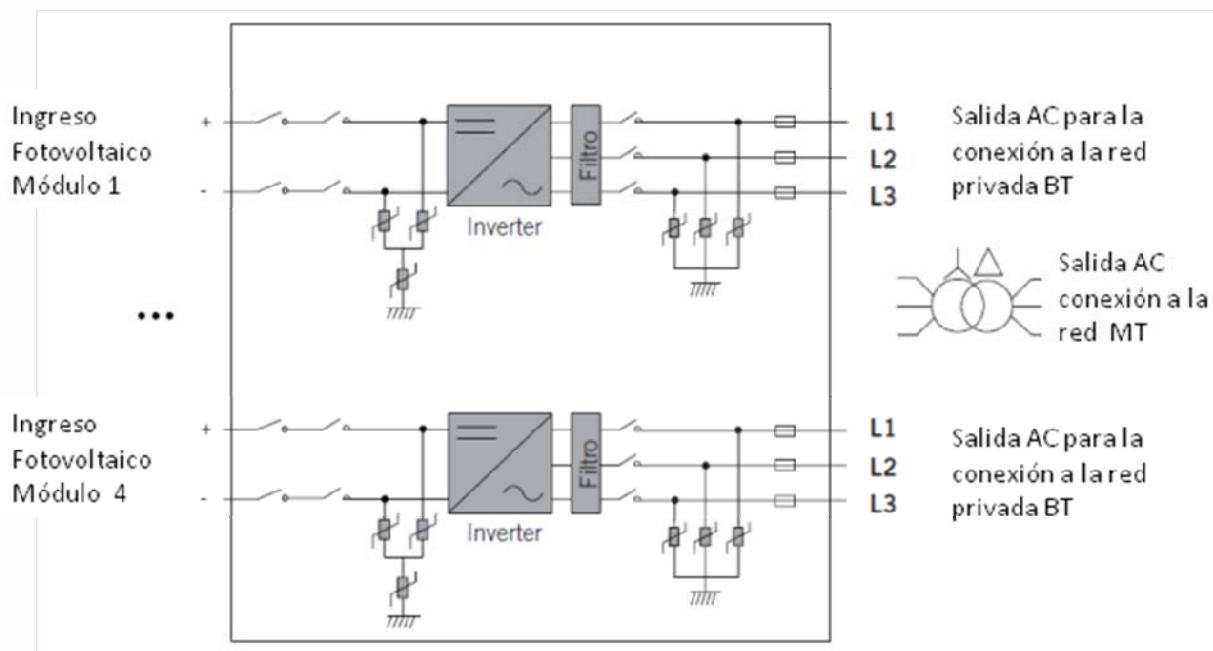 Ingreso
Fotovoltaico
Módulo 1
+
-
Inverter
Filtro
L1
L2
L3
Salida AC para la
conexión a la red
privada BT
Salida AC
conexión a la
red MT
...
Ingreso
Fotovoltaico
Módulo 4
+
-
Inverter
Filtro
L1
L2
L3
Salida AC para la
conexión a la red
privada BT